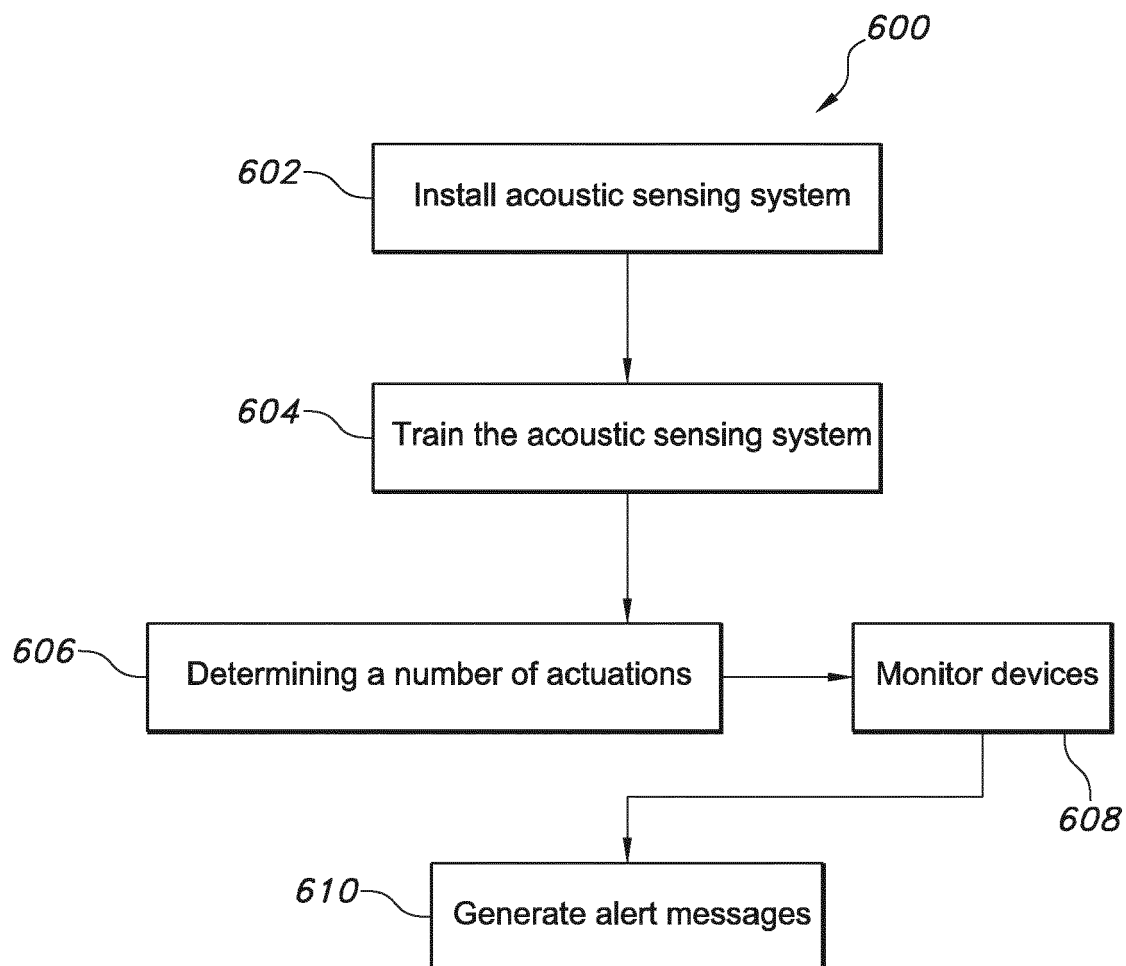 600
602
Install acoustic sensing system
604
Train the acoustic sensing system
606
Determining a number of actuations
Monitor devices
608
610
Generate alert messages